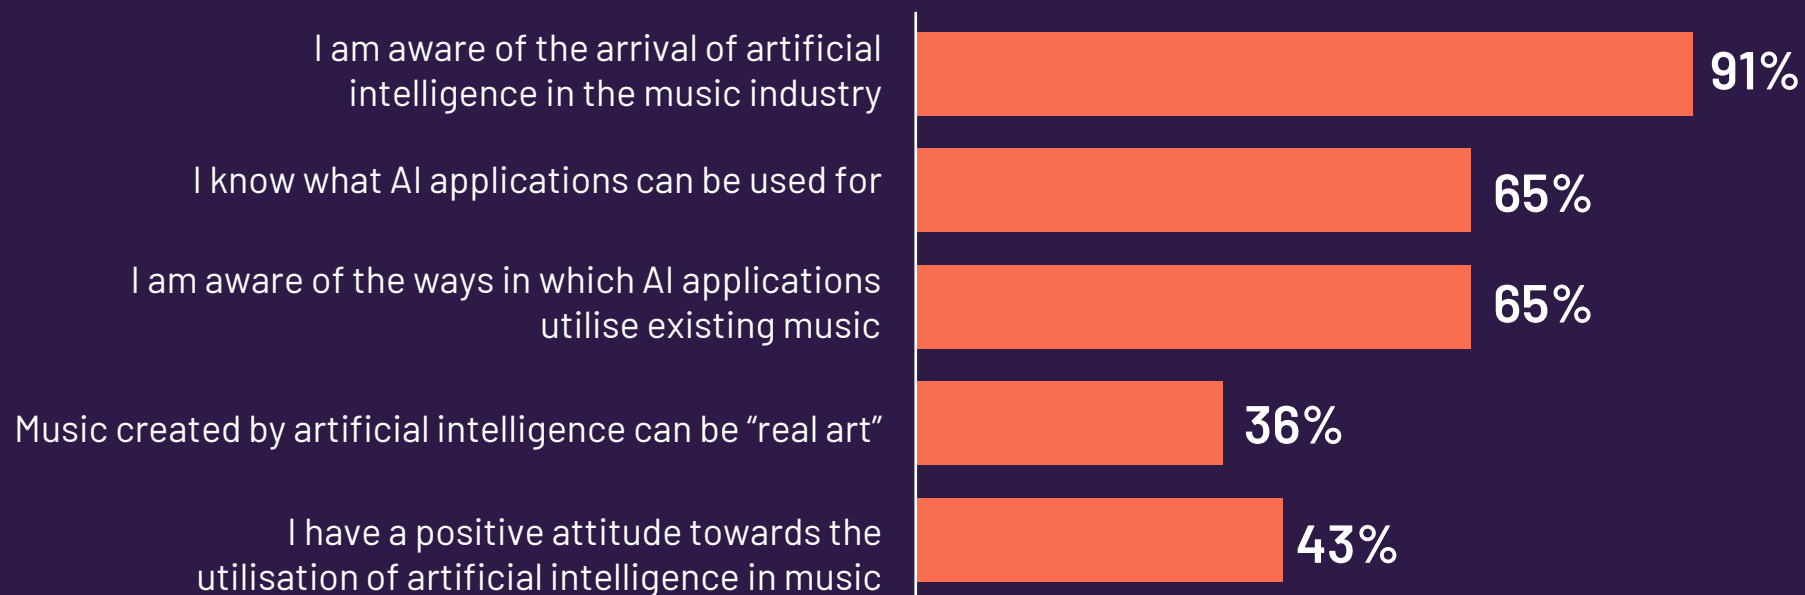 I am aware of the arrival of artificial
intelligence in the music industry
91%
I know what AI applications can be used for
65%
I am aware of the ways in which AI applications
utilise existing music
65%
Music created by artificial intelligence can be “real art”
36%
I have a positive attitude towards the
utilisation of artificial intelligence in music
43%